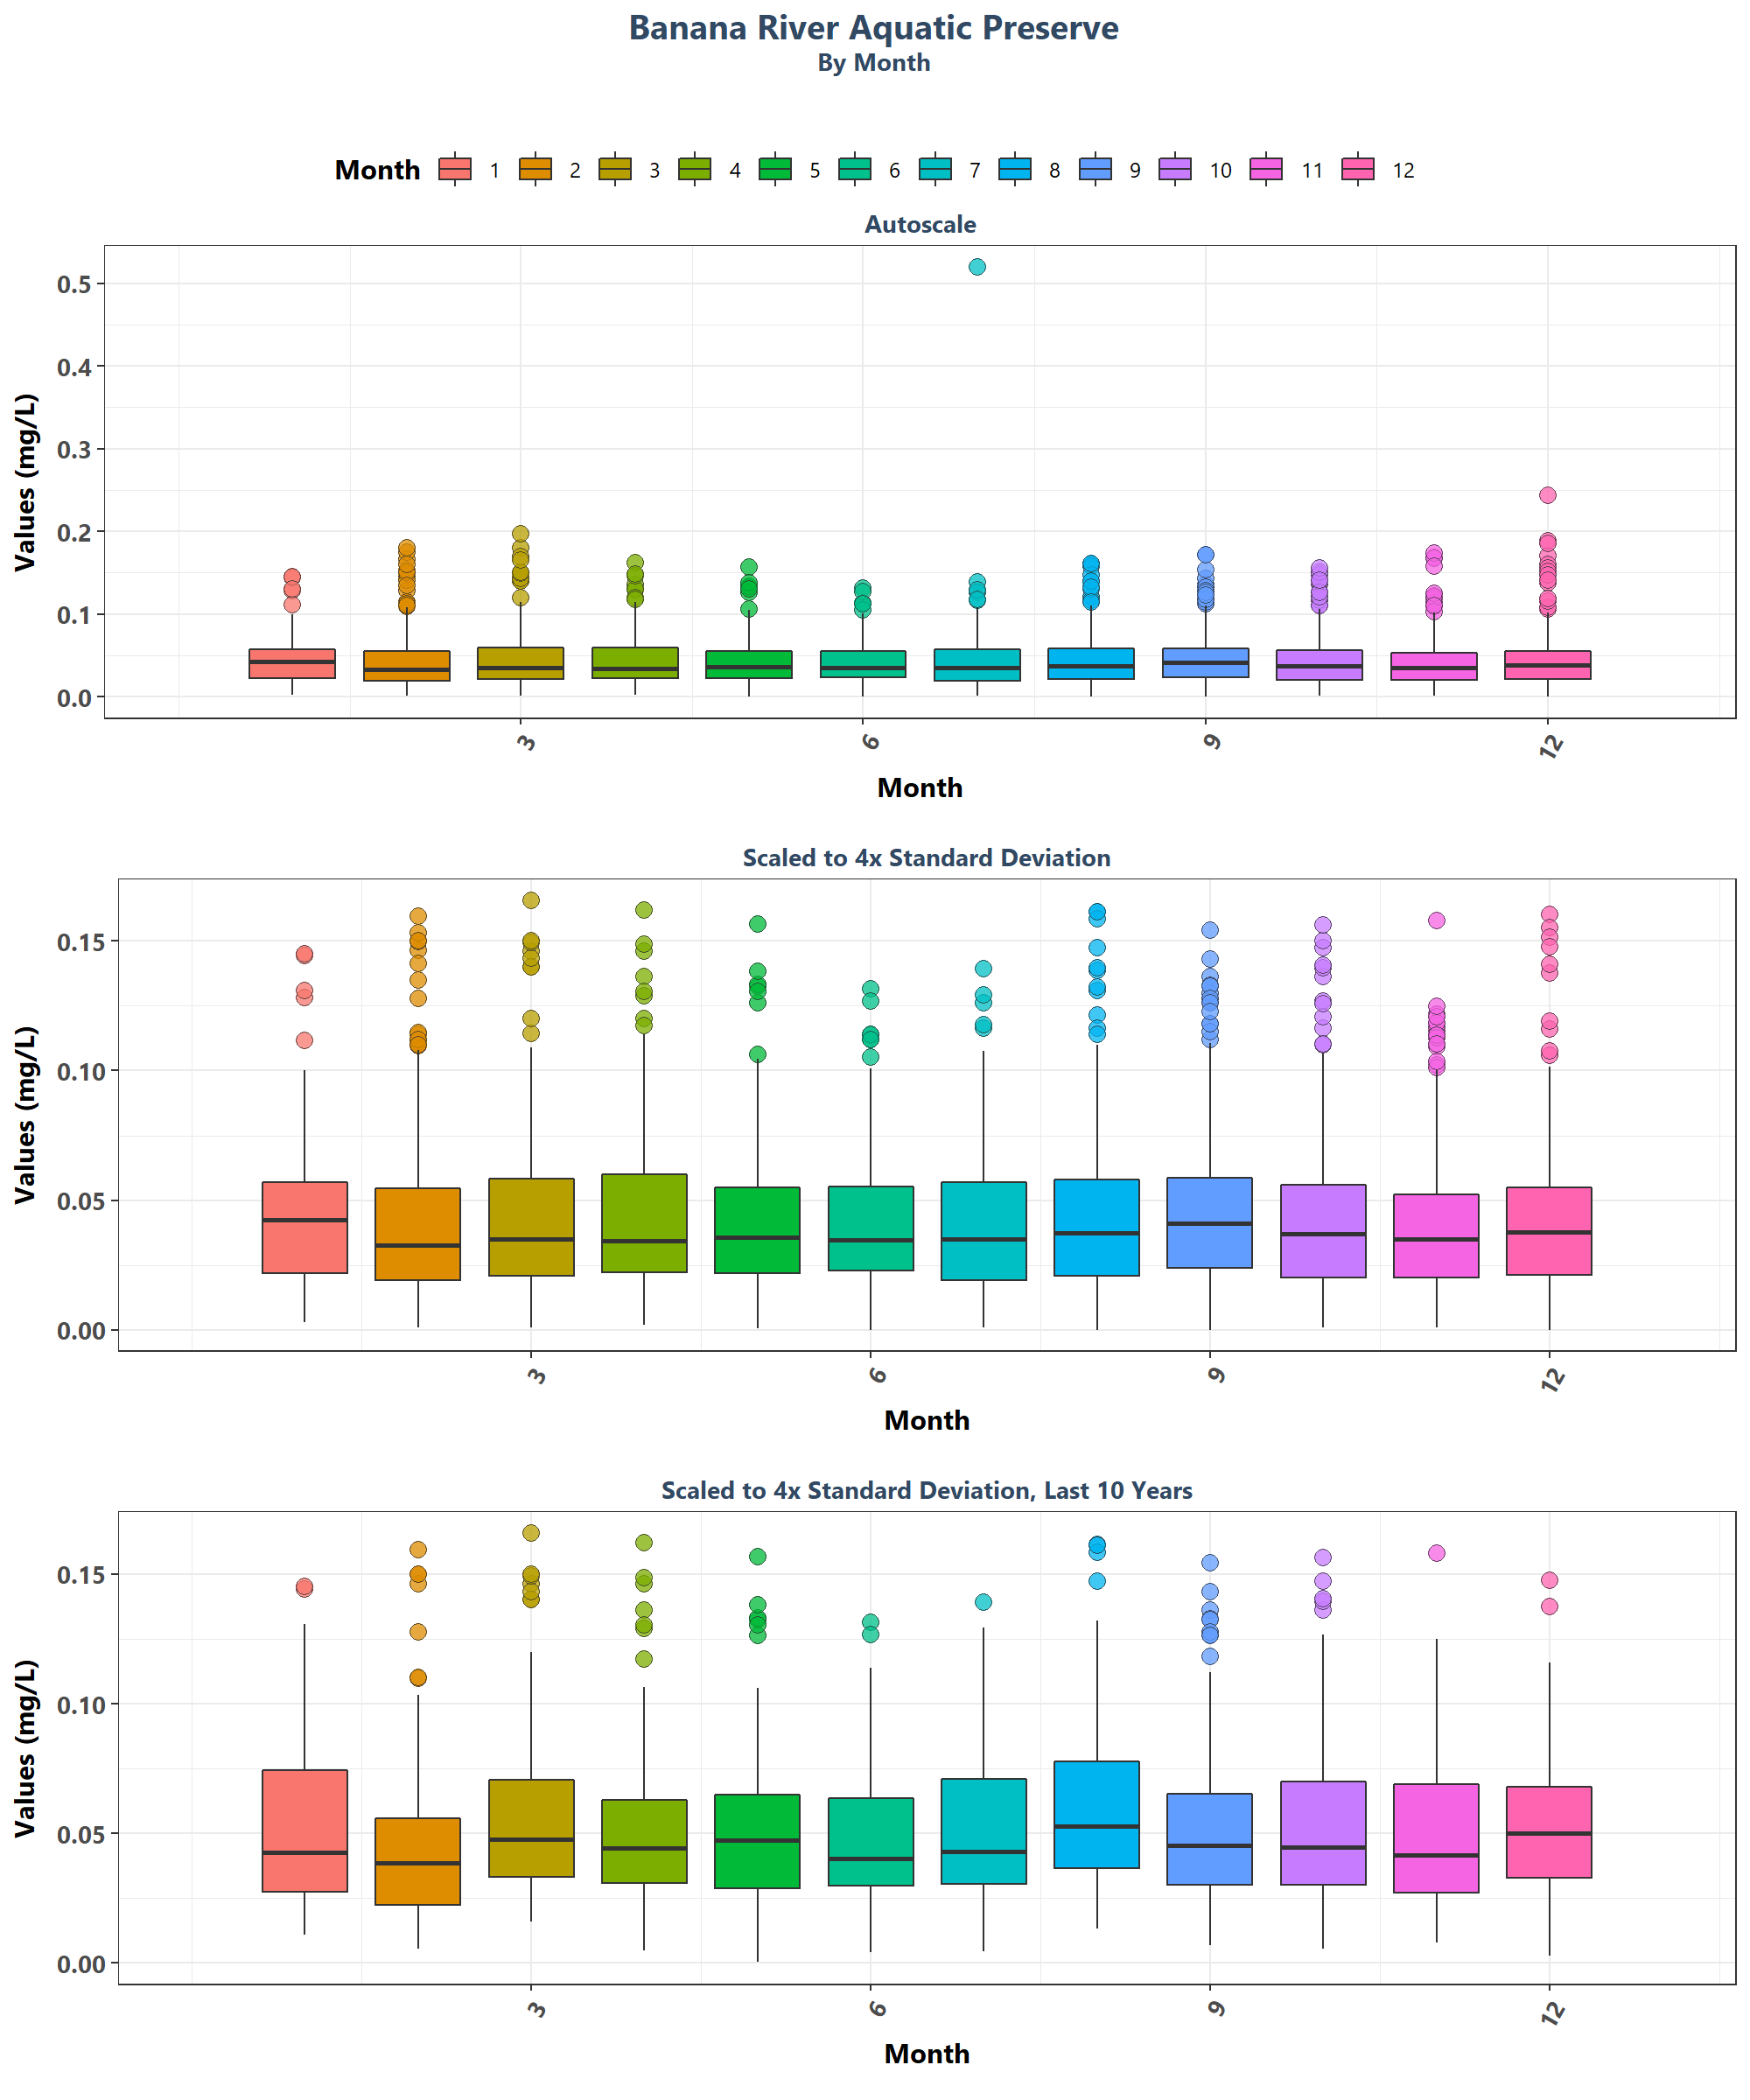 Banana River Aquatic Preserve
By Month
Month 1 2 3 4 5 6 7 8 9 10 11 12
Autoscale
Values (mg/L)
0.5
0.4
0.3
0.2
0.1
0.0
3 6 9 12
Month
Scaled to 4x Standard Deviation
Values (mg/L)
0.15
0.10
0.05
0.00
3 6 9 12
Month
Scaled to 4x Standard Deviation, Last 10 Years
Values (mg/L)
0.15
0.10
0.05
0.00
3 6 9 12
Month